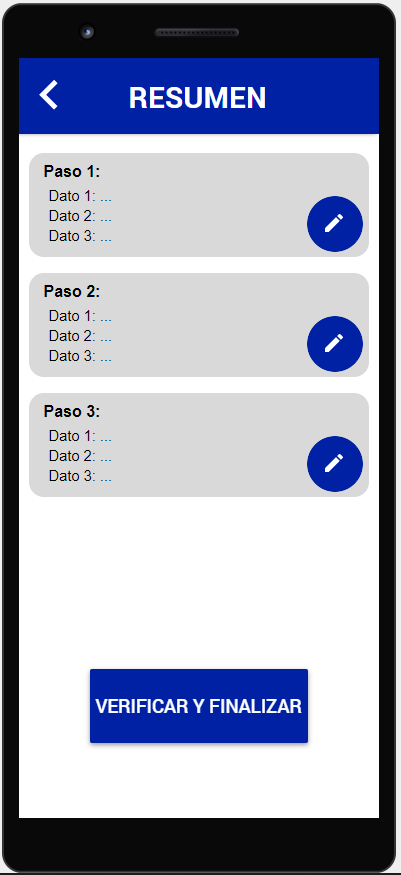 RESUMEN
Paso 1:
Dato 1: ...
Dato 2: ...
Dato 3: ...
Paso 2:
Dato 1: ...
Dato 2: ...
Dato 3: ...
Paso 3:
Dato 1: ...
Dato 2: ...
Dato 3: ...
VERIFICAR Y FINALIZAR